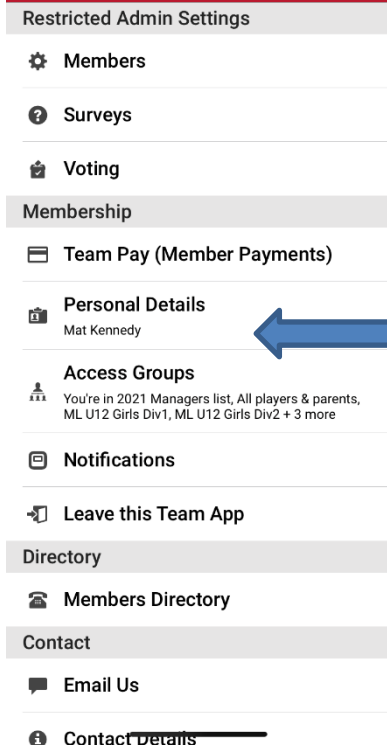 Restricted Admin Settings
Members
Surveys
Voting
Membership
Team Pay (Member Payments)
Personal Details
Mat Kennedy
Access Groups
You're in 2021 Managers list, All players & parents,
ML U12 Girls Div1, ML U12 Girls Div2 + 3 more
Notifications
Leave this Team App
Directory
Members Directory
Contact
Email Us
Contact Details